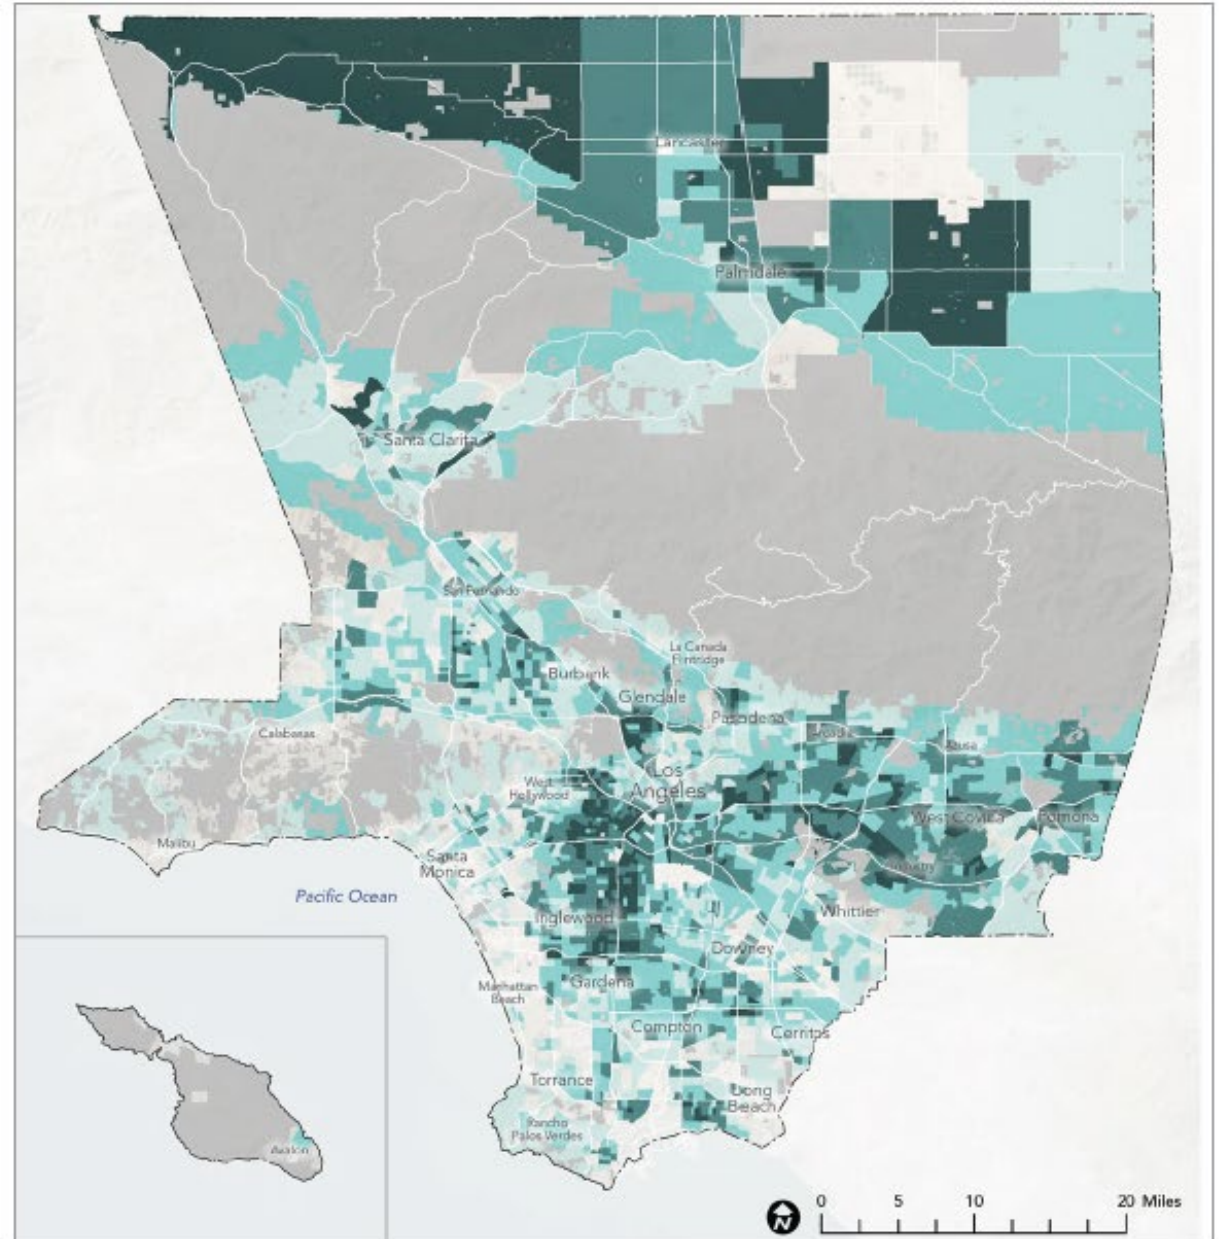 Lancaster
Palmdale
Santa Clarita
San Fernando
La Canada
Flintridge
Burbank
Glendale
Pasadena
Arcadia
Azusa
Calabasas
West
Hollywood
Los
Angeles
West Covina
Pomona
Malibu
Santa
Monica
Industry
Pacific Ocean
Inglewood
Whittier
Downey
Manhattan
Beach
Gardena
Compton
Cerritos
Torrance
Long
Beach
Rancho
Palos Verdes
Avalon
N
0 5 10 20 Miles